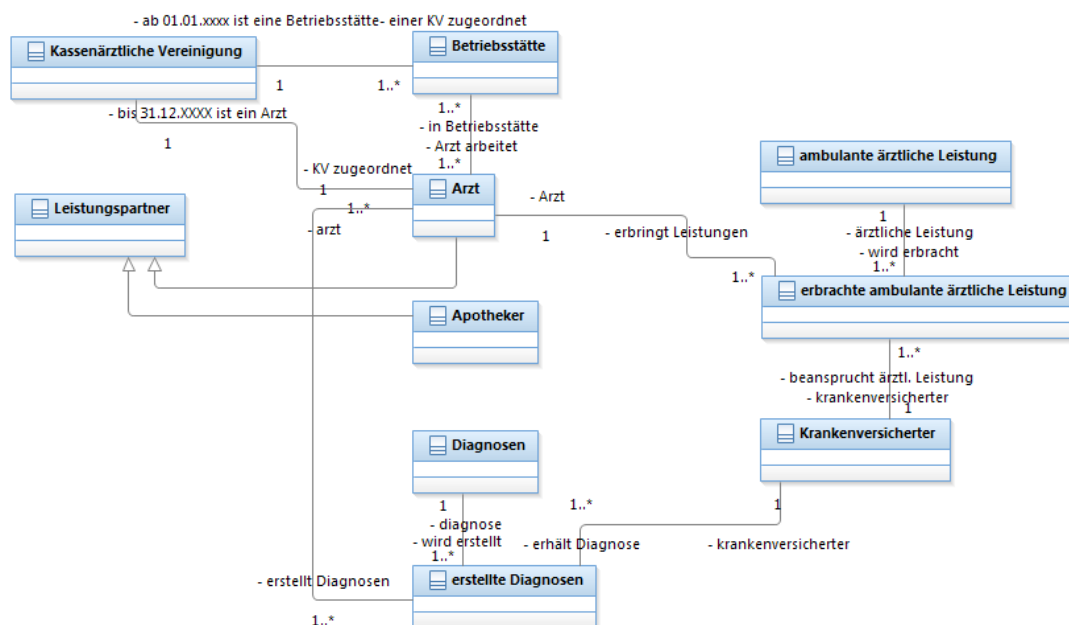 - ab 01.01.xxxx ist eine Betriebsstätte- einer KV zugeordnet
Kassenärztliche Vereinigung
Betriebsstätte
1
1..*
- bis 31.12.XXXX ist ein Arzt
1
1..*
- in Betriebsstätte
- Arzt arbeitet
1..*
- KV zugeordnet
1
Arzt
1..*
- arzt
Leistungspartner
- Arzt
1
- erbringt Leistungen
1..*
ambulante ärztliche Leistung
1
- ärztliche Leistung
- wird erbracht
1..*
erbrachte ambulante ärztliche Leistung
Apotheker
1..*
- beansprucht ärztl. Leistung
- krankenversicherter
1
Krankenversicherter
Diagnosen
1
- diagnose
- wird erstellt
1..*
1..*
1
- erhält Diagnose
- krankenversicherter
- erstellt Diagnosen
erstellte Diagnosen
1..*